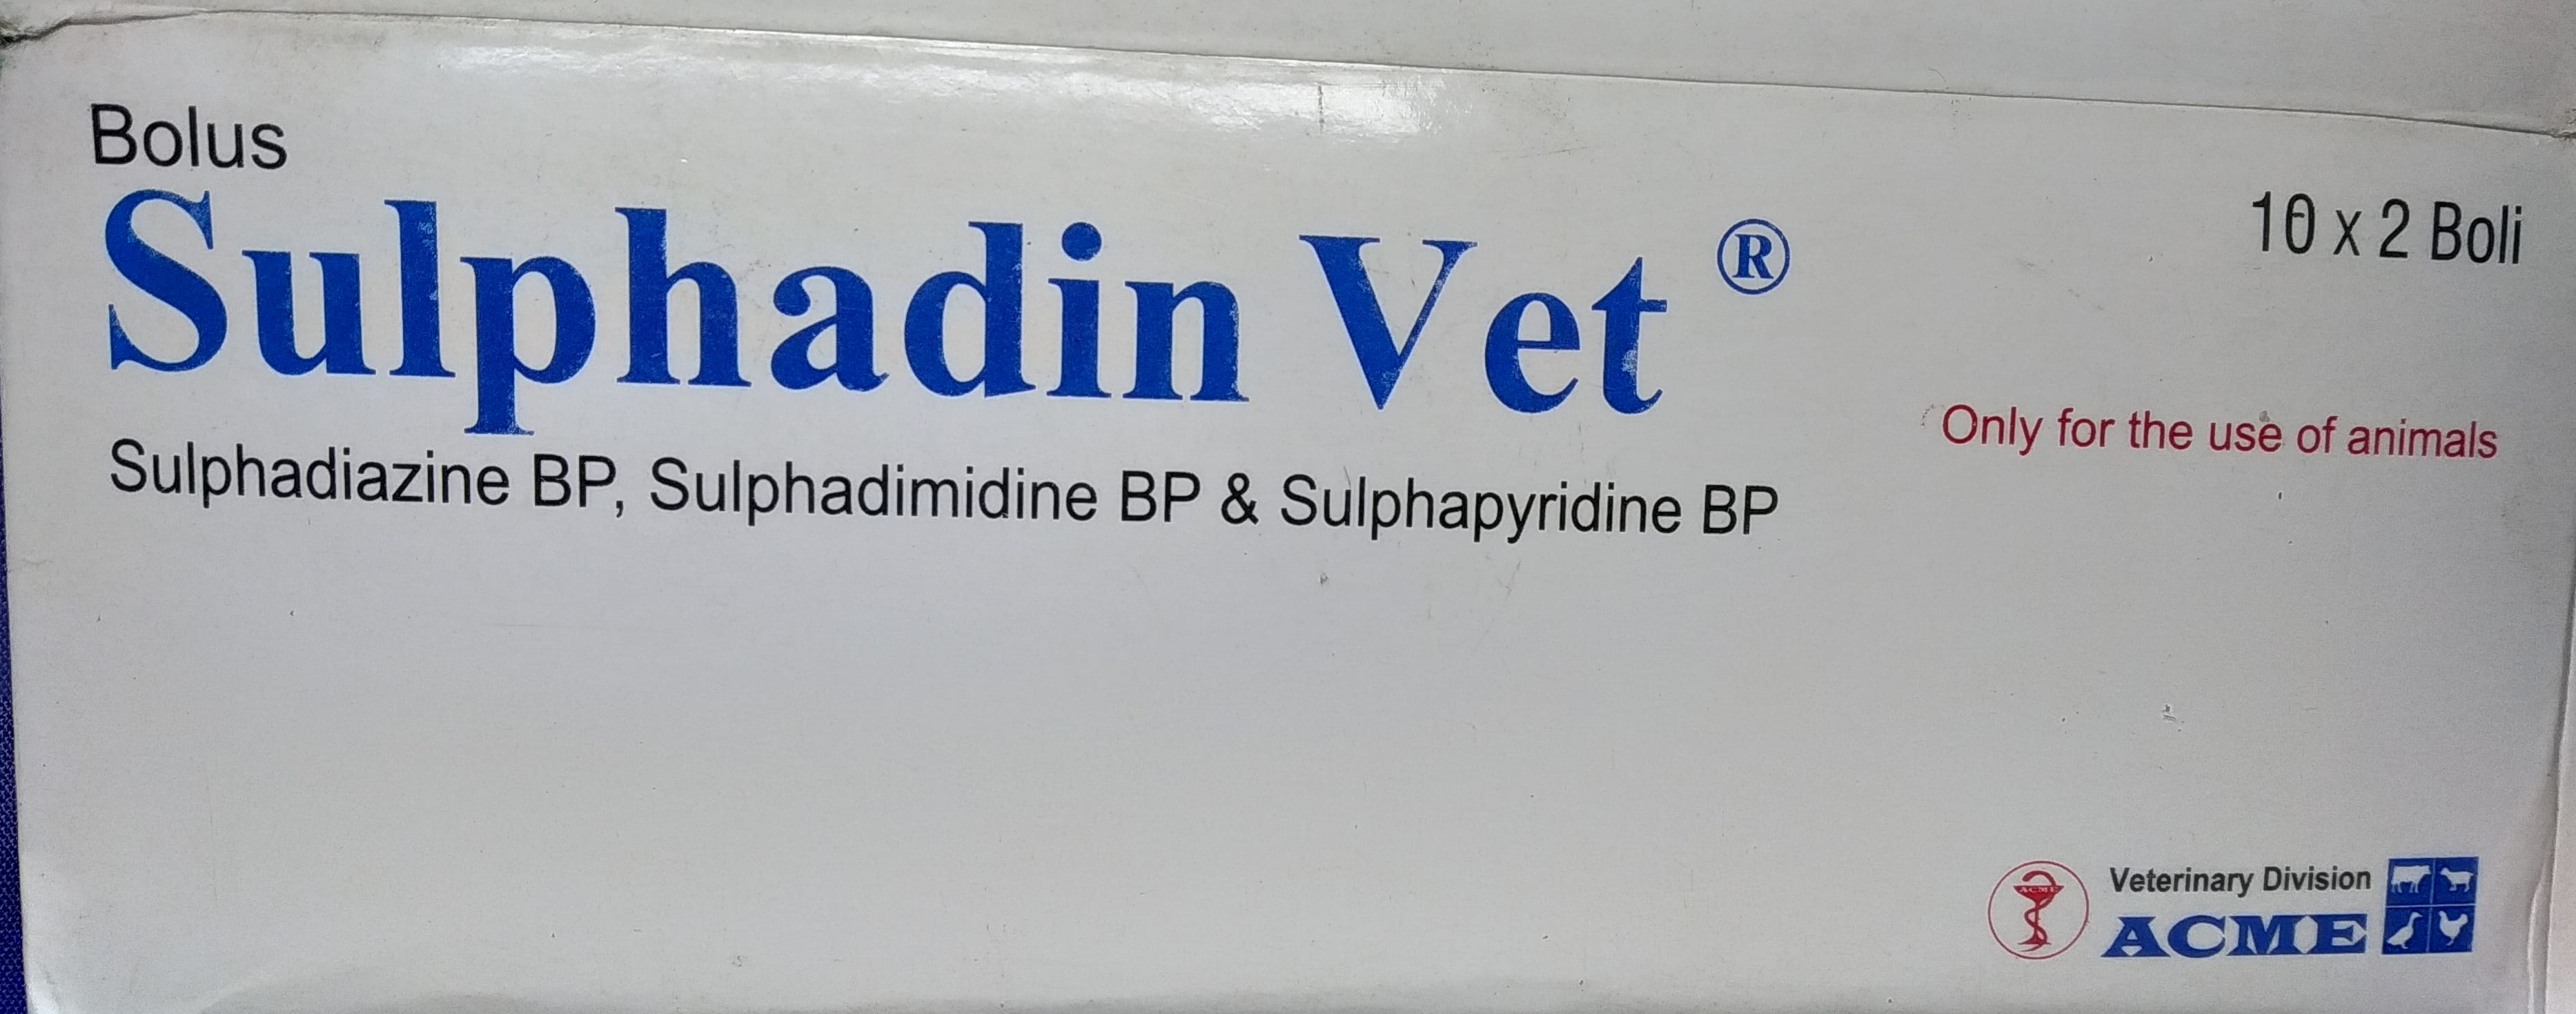 Bolus
Sulphadin Vet ®
10 x 2 Boli
Only for the use of animals
Sulphadiazine BP, Sulphadimidine BP & Sulphapyridine BP
ACME
Veterinary Division
ACME